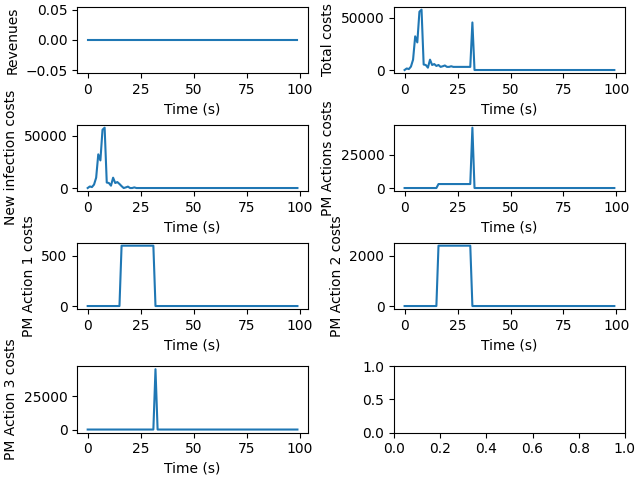 Revenues
0.05
0.00
−0.05
0 25 50 75 100
Time (s)
Total costs
50000
0
0 25 50 75 100
Time (s)
New infection costs
50000
0
0 25 50 75 100
Time (s)
PM Actions costs
25000
0
0 25 50 75 100
Time (s)
PM Action 1 costs
500
0
0 25 50 75 100
Time (s)
PM Action 2 costs
2000
0
0 25 50 75 100
Time (s)
PM Action 3 costs
25000
0
0 25 50 75 100
Time (s)
1.0
0.5
0.0
0.0 0.2 0.4 0.6 0.8 1.0